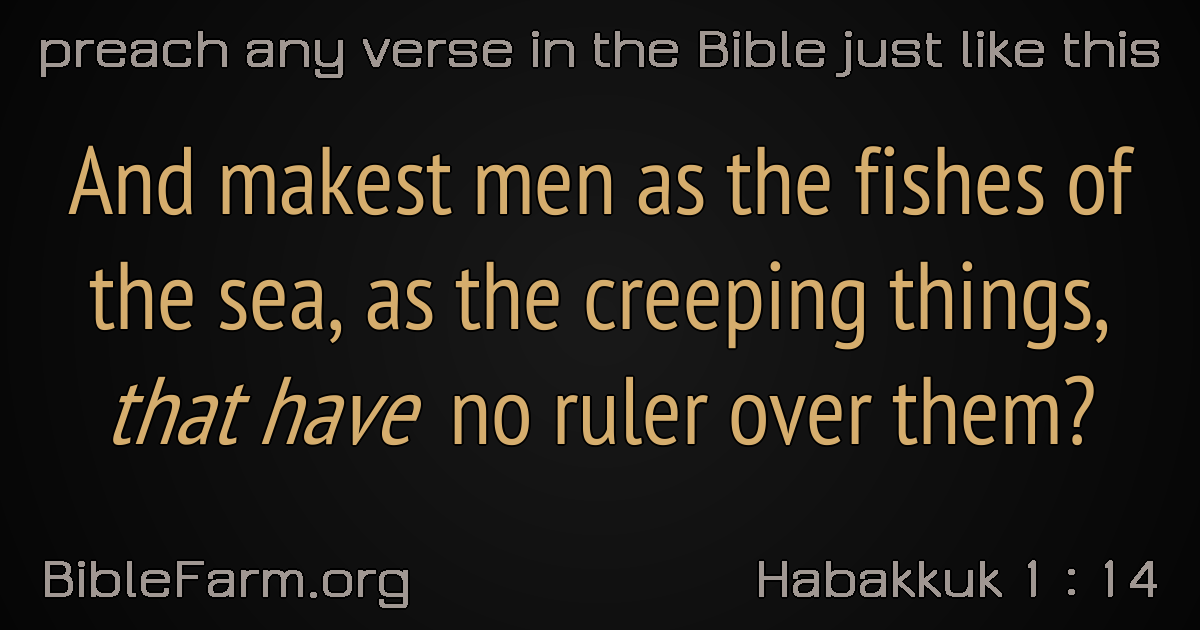 preach any verse in the Bible just like this
And makest men as the fishes of
the sea, as the creeping things,
that have no ruler over them?
BibleFarm.org
Habakkuk 1 : 14